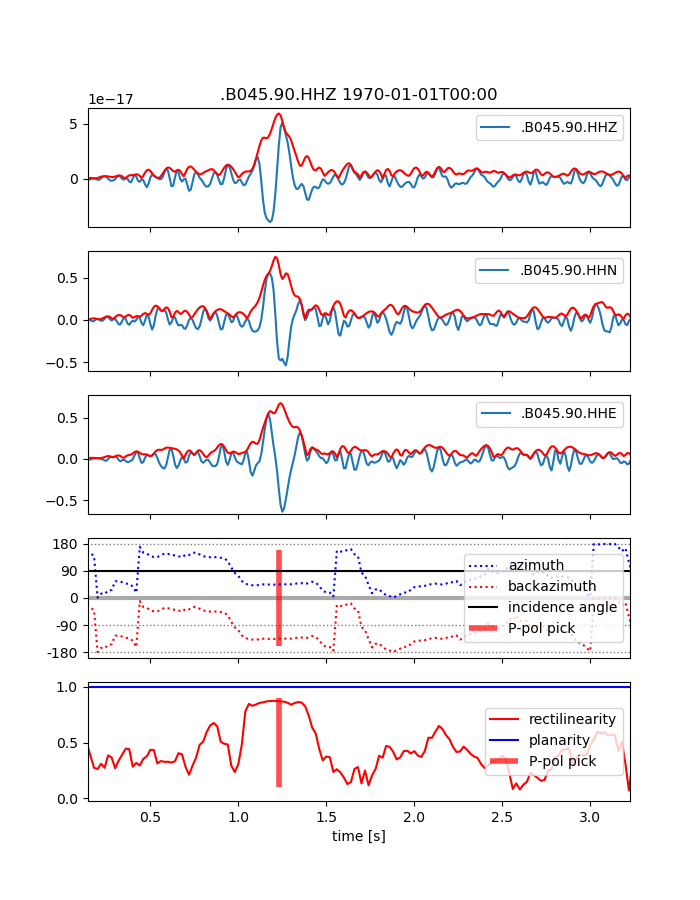 .B045.90.HHZ 1970-01-01T00:00
1e−17
5
0
.B045.90.HHZ
0.5
0.0
−0.5
.B045.90.HHN
0.5
0.0
−0.5
.B045.90.HHE
180
90
0
-90
-180
azimuth
backazimuth
incidence angle
P-pol pick
1.0
0.5
0.0
rectilinearity
planarity
P-pol pick
0.5 1.0 1.5 2.0 2.5 3.0
time [s]